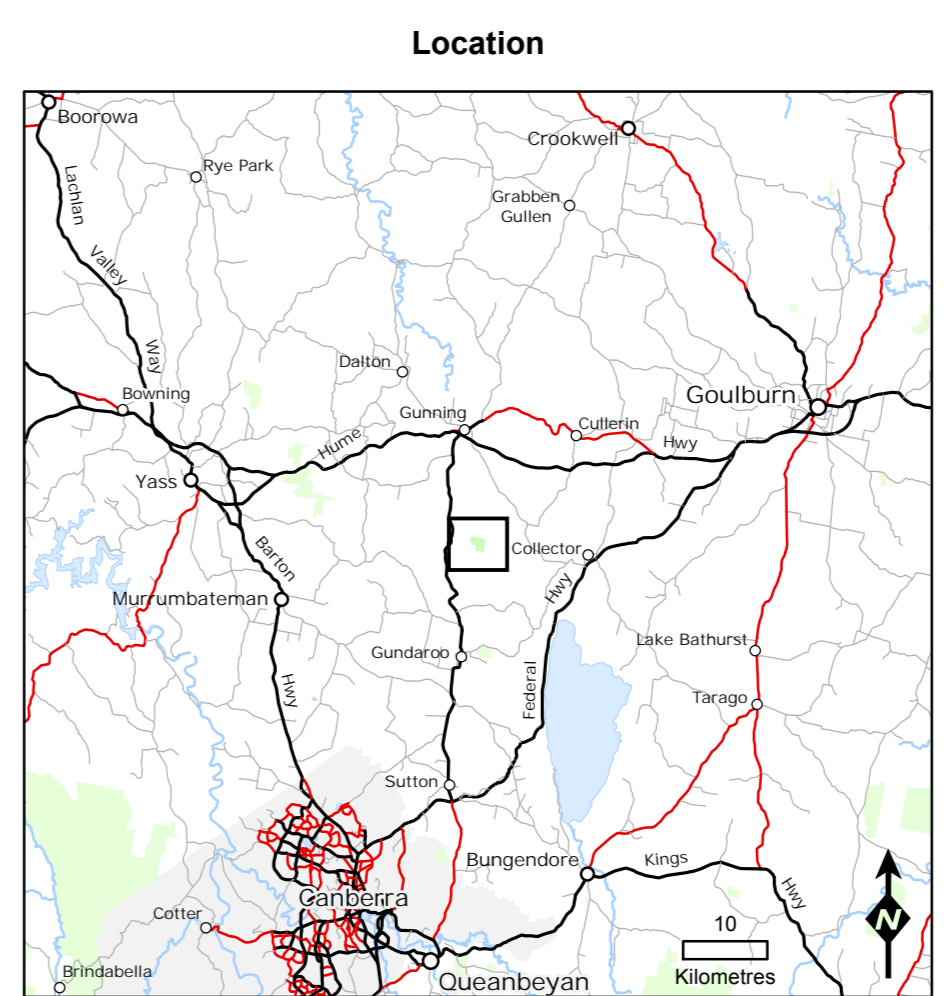 Location
Boorowa
Crookwell
Rye Park
Lachlan
Grabben
Gullen
Valley
Way
Dalton
Bowning
Goulburn
Gunning
Cullerin
Hume
Hwy
Yass
Barton
Collector
Hwy
Murrumbateman
Lake Bathurst
Gundaroo
Federal
Hwy
Tarago
Sutton
Bungendore
Kings
Hwy
Canberra
Cotter
N
10
Kilometres
Brindabella
Queanbeyan